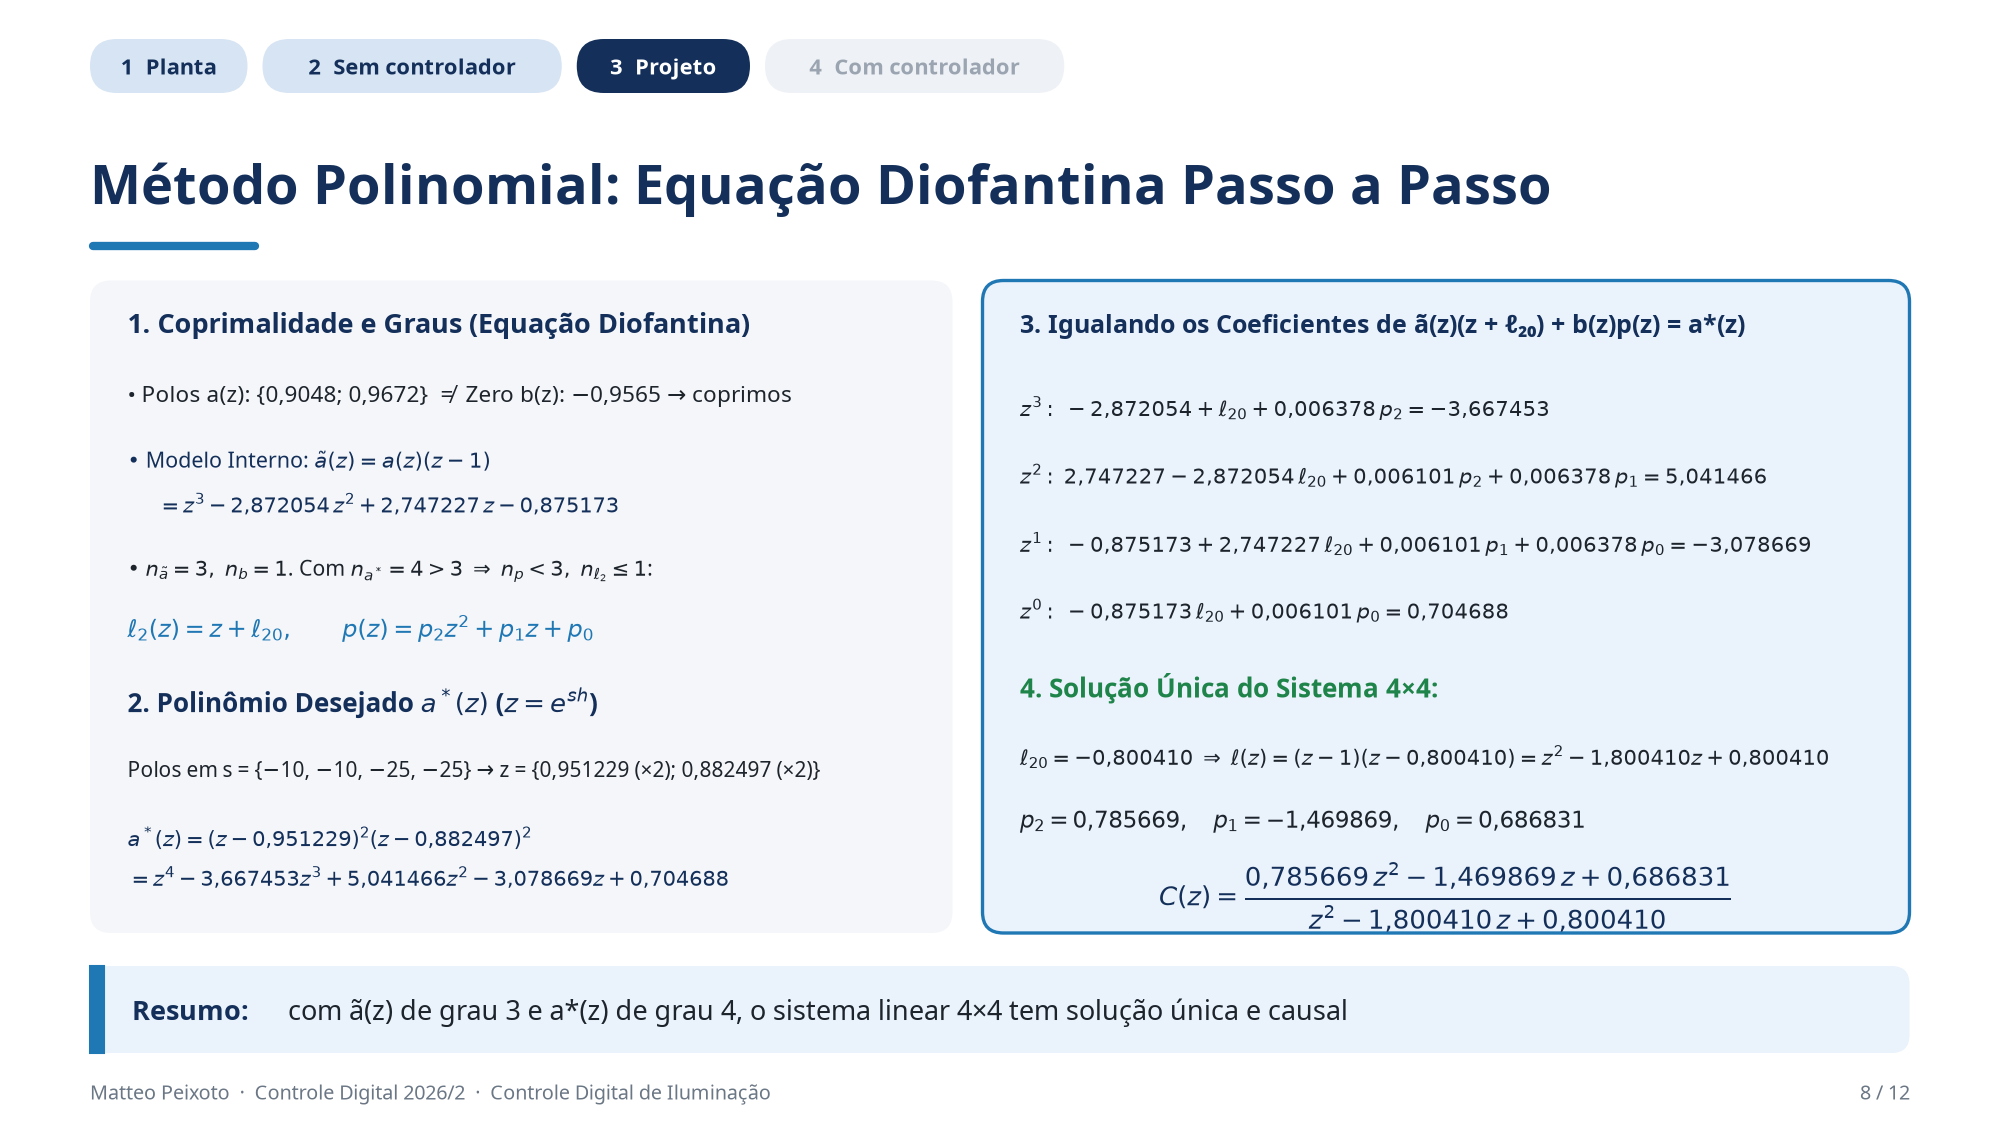 1 Planta
2 Sem controlador
3 Projeto
4 Com controlador
Método Polinomial: Equação Diofantina Passo a Passo
1. Coprimalidade e Graus (Equação Diofantina)
• Polos a(z): {0,9048; 0,9672} ≠ Zero b(z): −0,9565 → coprimos
• Modelo Interno: ã(z) = a(z)(z − 1)
= z³ − 2,872054 z² + 2,747227 z − 0,875173
• n_ã = 3, n_b = 1. Com n_a* = 4 > 3 ⇒ n_p < 3, n_ℓ₂ ≤ 1:
ℓ₂(z) = z + ℓ₂₀, p(z) = p₂z² + p₁z + p₀
2. Polinômio Desejado a*(z) (z = e^{sh})
Polos em s = {−10, −10, −25, −25} → z = {0,951229 (×2); 0,882497 (×2)}
a*(z) = (z − 0,951229)²(z − 0,882497)²
= z⁴ − 3,667453z³ + 5,041466z² − 3,078669z + 0,704688
3. Igualando os Coeficientes de ã(z)(z + ℓ₂₀) + b(z)p(z) = a*(z)
z³ : − 2,872054 + ℓ₂₀ + 0,006378 p₂ = −3,667453
z² : 2,747227 − 2,872054 ℓ₂₀ + 0,006101 p₂ + 0,006378 p₁ = 5,041466
z¹ : − 0,875173 + 2,747227 ℓ₂₀ + 0,006101 p₁ + 0,006378 p₀ = −3,078669
z⁰ : − 0,875173 ℓ₂₀ + 0,006101 p₀ = 0,704688
4. Solução Única do Sistema 4×4:
ℓ₂₀ = −0,800410 ⇒ ℓ(z) = (z − 1)(z − 0,800410) = z² − 1,800410z + 0,800410
p₂ = 0,785669, p₁ = −1,469869, p₀ = 0,686831
C(z) = (0,785669 z² − 1,469869 z + 0,686831) / (z² − 1,800410 z + 0,800410)
Resumo: com ã(z) de grau 3 e a*(z) de grau 4, o sistema linear 4×4 tem solução única e causal
Matteo Peixoto · Controle Digital 2026/2 · Controle Digital de Iluminação
8 / 12